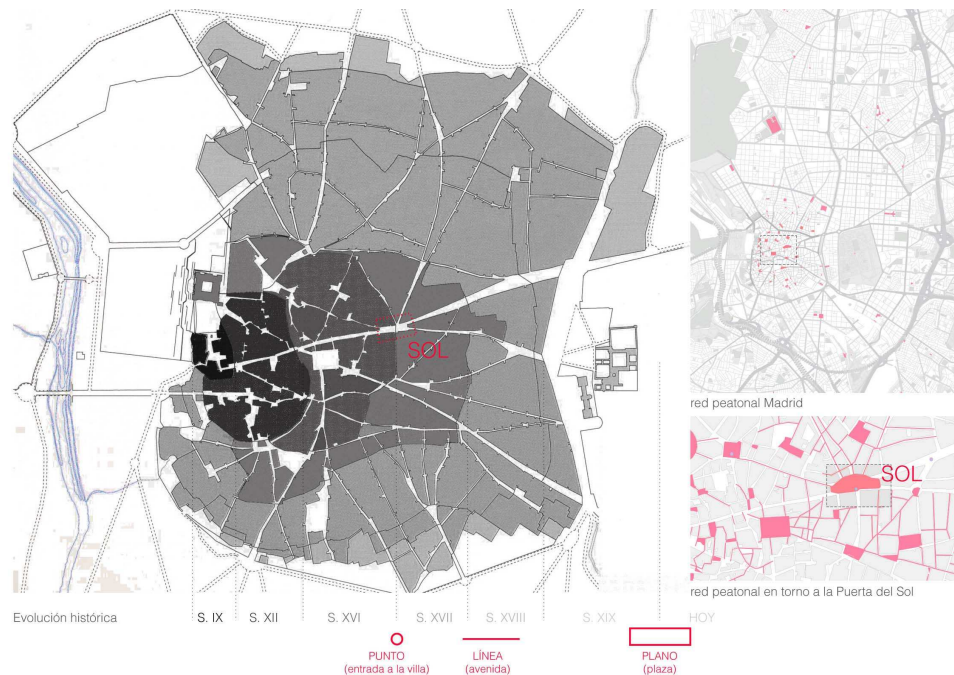 SOL
red peatonal Madrid
SOL
red peatonal en torno a la Puerta del Sol
Evolución histórica
S. IX
S. XII
S. XVI
S. XVII
S. XVIII
S. XIX
HOY
PUNTO
(entrada a la villa)
LÍNEA
(avenida)
PLANO
(plaza)